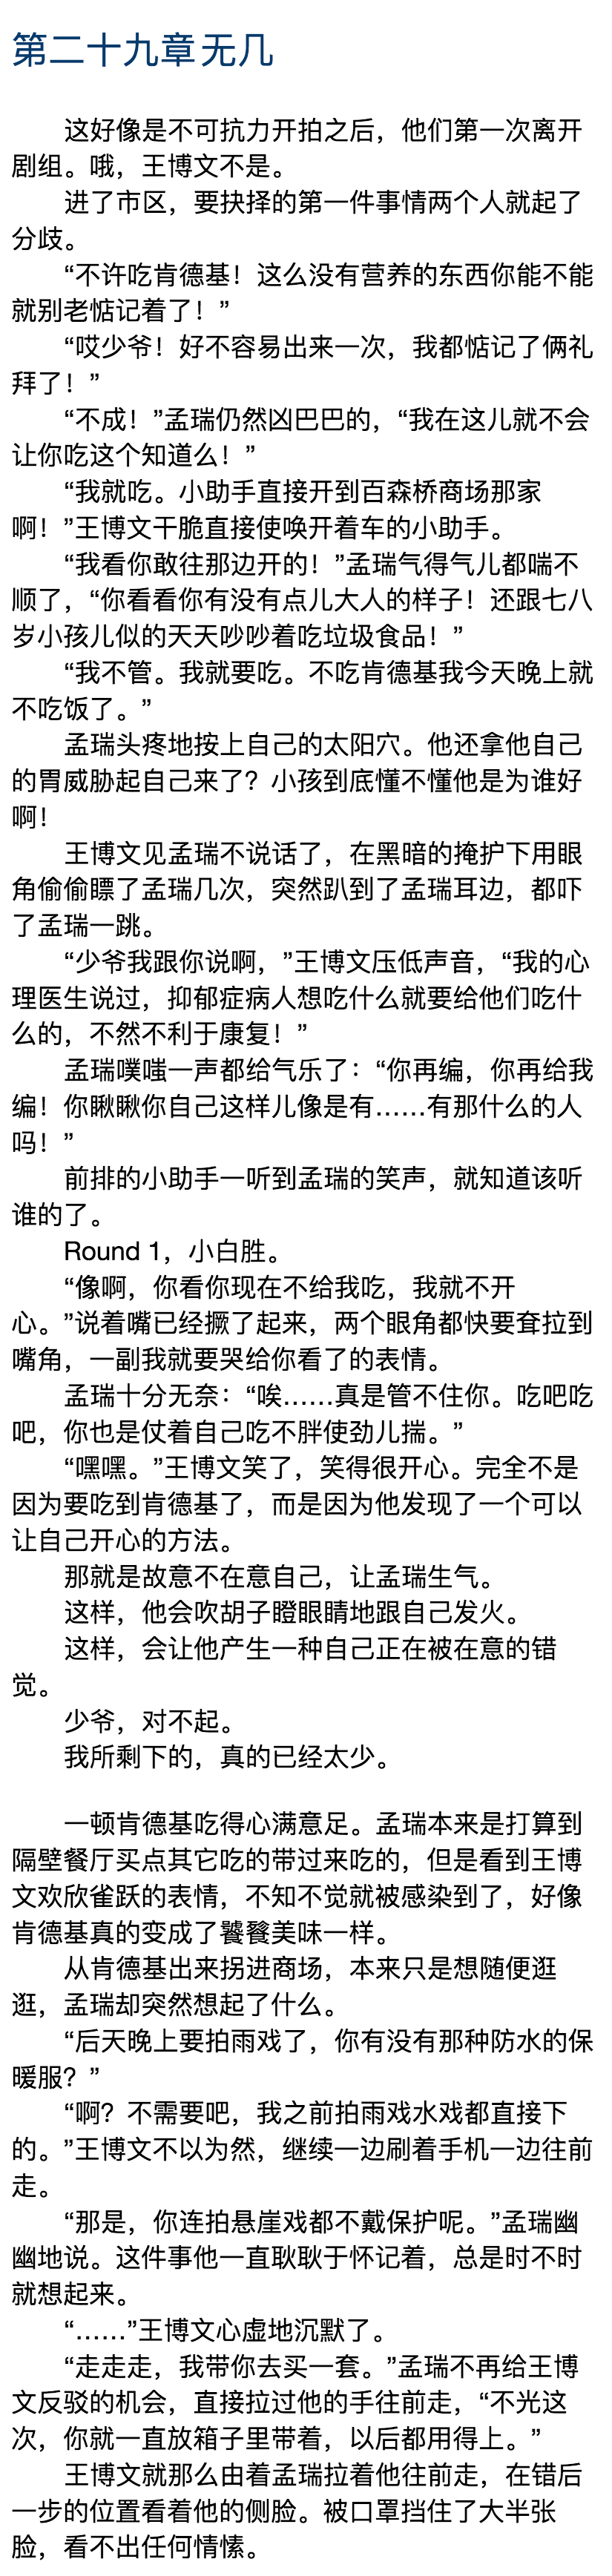 第二十九章 无几
这好像是不可抗力开拍之后，他们第一次离开
剧组。哦，王博文不是。
进了市区，要抉择的第一件事情两个人就起了
分歧。
“不许吃肯德基！这么没有营养的东西你能不能
就别老惦记着了！”
“哎少爷！好不容易出来一次，我都惦记了俩礼
拜了！”
“不成！”孟瑞仍然凶巴巴的，“我在这儿就不会
让你吃这个知道么！”
“我就吃。小助手直接开到百森桥商场那家
啊！”王博文干脆直接使唤开着车的小助手。
“我看你敢往那边开的！”孟瑞气得气儿都喘不
顺了，“你看看你有没有点儿大人的样子！还跟七八
岁小孩儿似的天天吵吵着吃垃圾食品！”
“我不管。我就要吃。不吃肯德基我今天晚上就
不吃饭了。”
孟瑞头疼地按上自己的太阳穴。他还拿他自己
的胃威胁起自己来了？小孩到底懂不懂他是为谁好
啊！
王博文见孟瑞不说话了，在黑暗的掩护下用眼
角偷偷瞟了孟瑞几次，突然趴到了孟瑞耳边，都吓
了孟瑞一跳。
“少爷我跟你说啊，”王博文压低声音，“我的心
理医生说过，抑郁症病人想吃什么就要给他们吃什
么的，不然不利于康复！”
孟瑞噗嗤一声都给气乐了：“你再编，你再给我
编！你瞅瞅你自己这样儿像是有……有那什么的人
吗！”
前排的小助手一听到孟瑞的笑声，就知道该听
谁的了。
Round 1，小白胜。
“像啊，你看你现在不给我吃，我就不开
心。”说着嘴已经撅了起来，两个眼角都快要耷拉到
嘴角，一副我就要哭给你看了的表情。
孟瑞十分无奈：“唉……真是管不住你。吃吧吃
吧，你也是仗着自己吃不胖使劲儿揣。”
“嘿嘿。”王博文笑了，笑得很开心。完全不是
因为要吃到肯德基了，而是因为他发现了一个可以
让自己开心的方法。
那就是故意不在意自己，让孟瑞生气。
这样，他会吹胡子瞪眼睛地跟自己发火。
这样，会让他产生一种自己正在被在意的错
觉。
少爷，对不起。
我所剩下的，真的已经太少。
一顿肯德基吃得心满意足。孟瑞本来是打算到
隔壁餐厅买点其它吃的带过来吃的，但是看到王博
文欢欣雀跃的表情，不知不觉就被感染到了，好像
肯德基真的变成了饕餮美味一样。
从肯德基出来拐进商场，本来只是想随便逛
逛，孟瑞却突然想起了什么。
“后天晚上要拍雨戏了，你有没有那种防水的保
暖服？”
“啊？不需要吧，我之前拍雨戏水戏都直接下
的。”王博文不以为然，继续一边刷着手机一边往前
走。
“那是，你连拍悬崖戏都不戴保护呢。”孟瑞幽
幽地说。这件事他一直耿耿于怀记着，总是时不时
就想起来。
“……”王博文心虚地沉默了。
“走走走，我带你去买一套。”孟瑞不再给王博
文反驳的机会，直接拉过他的手往前走，“不光这
次，你就一直放箱子里带着，以后都用得上。”
王博文就那么由着孟瑞拉着他往前走，在错后
一步的位置看着他的侧脸。被口罩挡住了大半张
脸，看不出任何情愫。